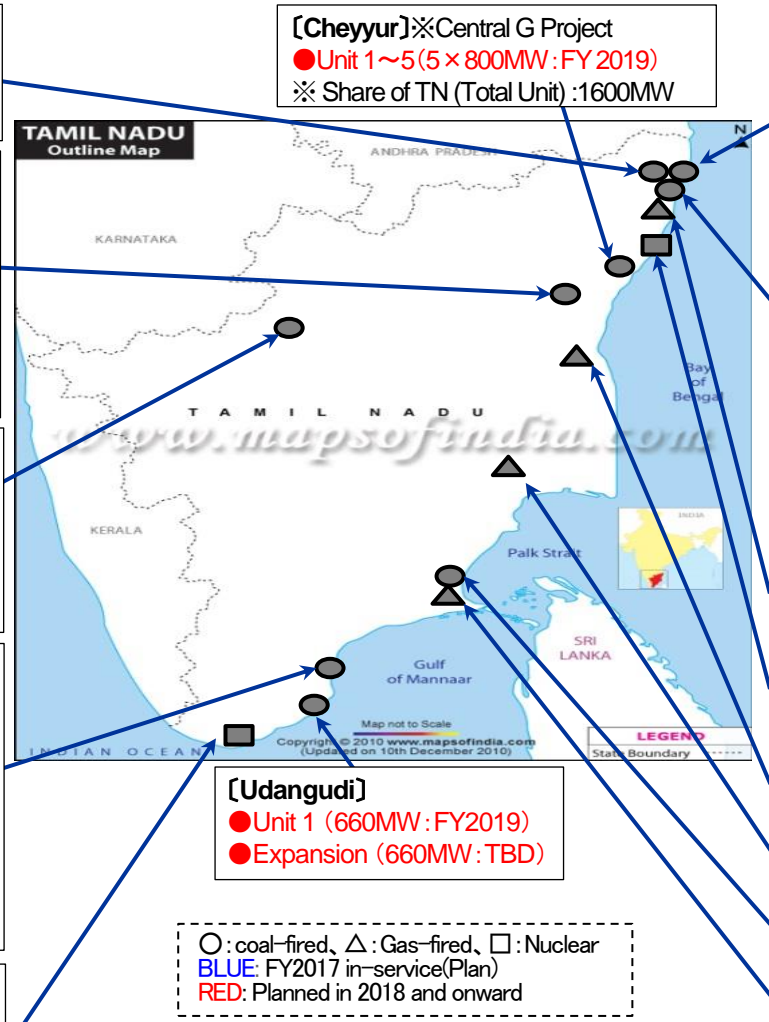 〔Cheyyur〕※Central G Project
●Unit 1～5(5×800MW：FY 2019)
※ Share of TN (Total Unit) :1600MW
TAMIL NADU
Outline Map
N
ANDHRA PRADESH
KARNATAKA
Bay
of
Bengal
T A M I L N A D U
www.mapsofindia.com
INDIA
KERALA
Palk Strait
SRI
LANKA
Gulf
of Mannaar
Map not to Scale
Copyright © 2010 www.mapsofindia.com
(Updated on 10th December 2010)
INDIAN OCEAN
LEGEND
State Boundary
〔Udangudi〕
●Unit 1 (660MW：FY2019)
●Expansion (660MW：TBD)
○：coal-fired、△：Gas-fired、□：Nuclear
BLUE: FY2017 in-service(Plan)
RED: Planned in 2018 and onward